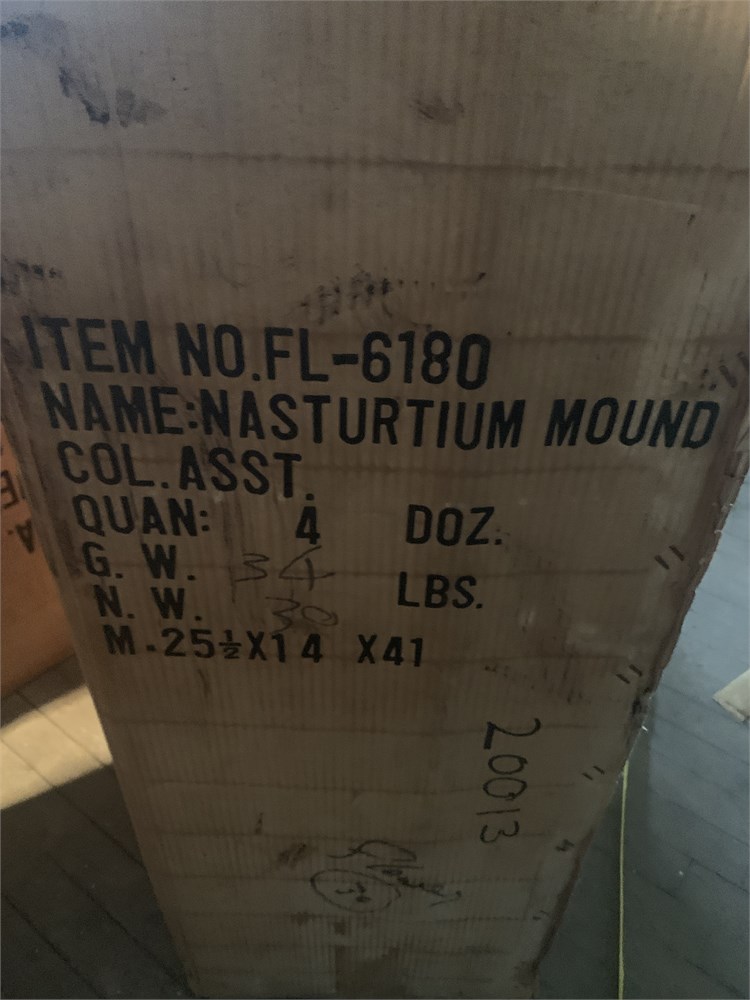 ITEM NO.FL-6180
NAME:NASTURTIUM MOUND
COL.ASST.
QUAN: 4 DOZ.
G. W. 34
LBS.
N. W. 30
M.25½X14 X41
20013